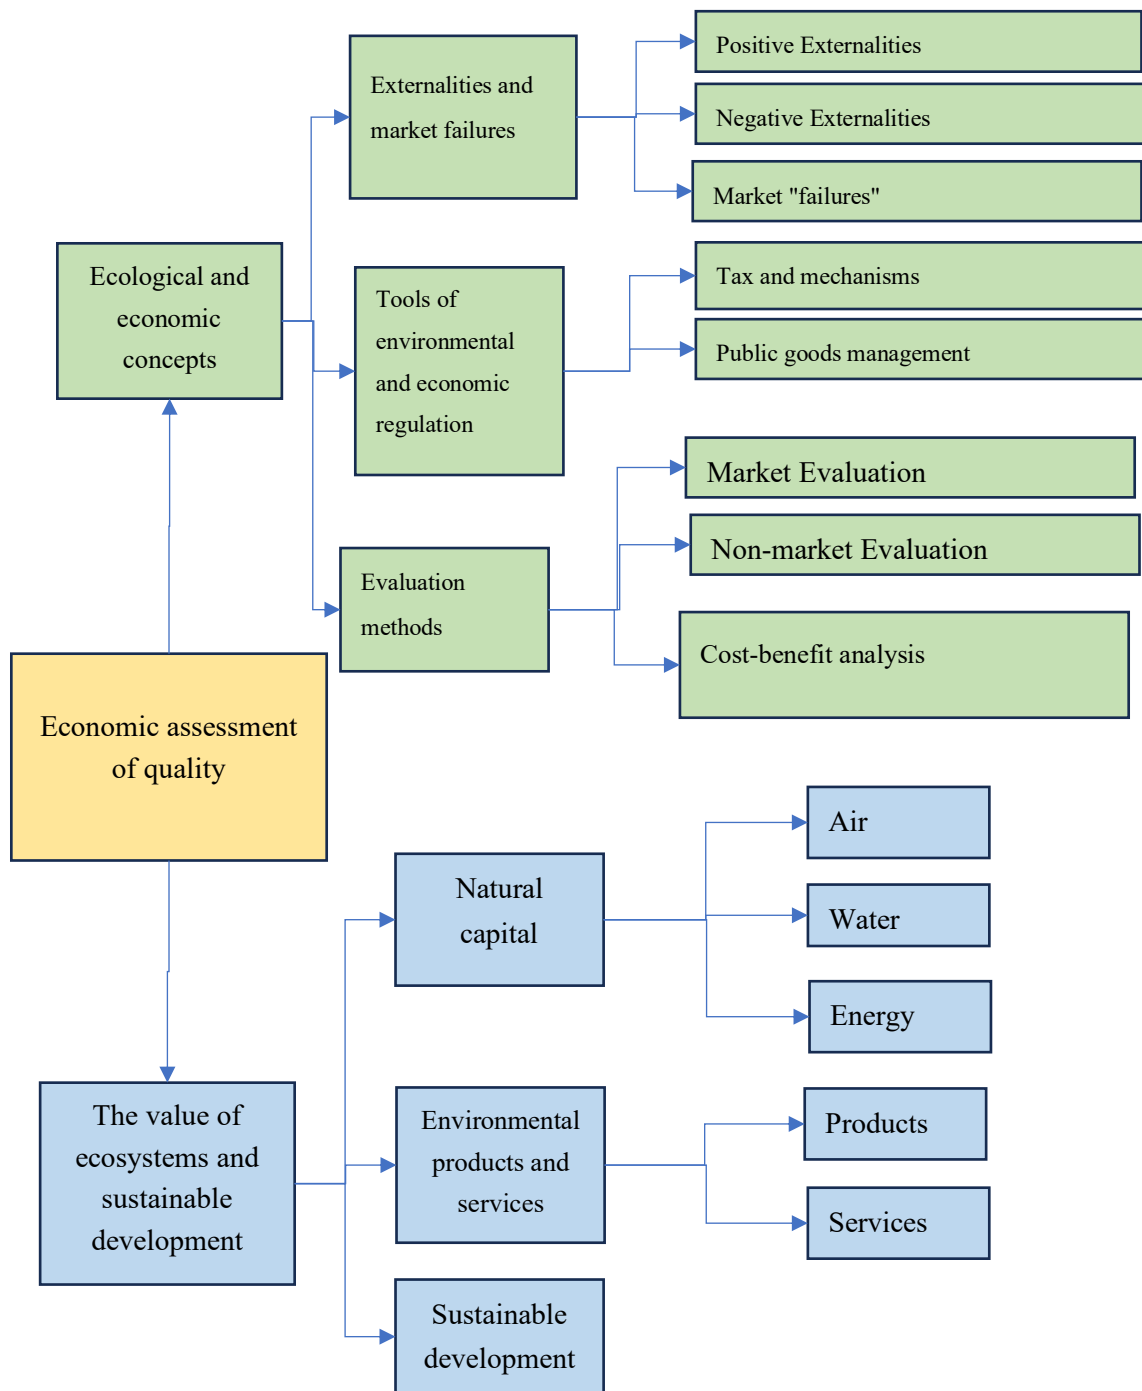 Positive Externalities
Externalities and
market failures
Negative Externalities
Market "failures"
Ecological and
economic
concepts
Tools of
environmental
and economic
regulation
Tax and mechanisms
Public goods management
Market Evaluation
Non-market Evaluation
Evaluation
methods
Cost-benefit analysis
Economic assessment
of quality
Air
Natural
capital
Water
Energy
The value of
ecosystems and
sustainable
development
Environmental
products and
services
Products
Services
Sustainable
development